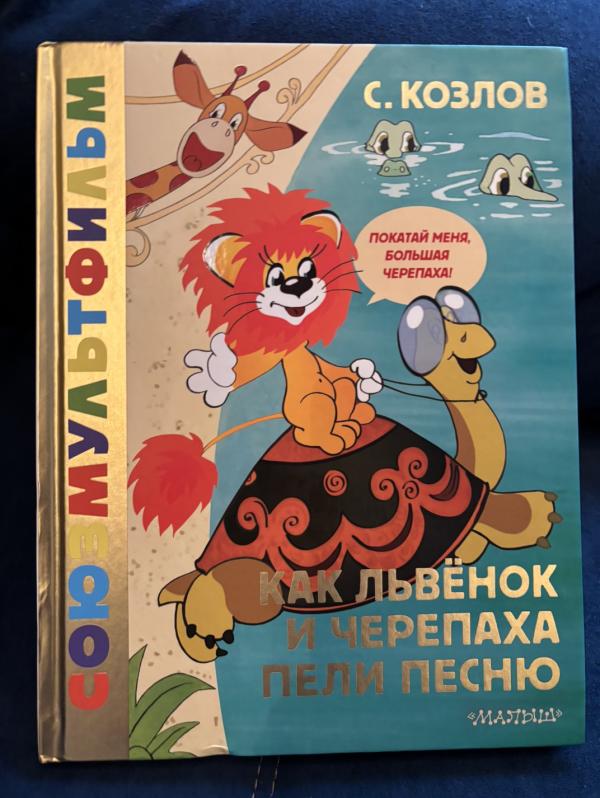 СОЮЗМУЛЬТФИЛЬМ
С. КОЗЛОВ
ПОКАТАЙ МЕНЯ,
БОЛЬШАЯ
ЧЕРЕПАХА!
КАК ЛЬВЁНОК
И ЧЕРЕПАХА
ПЕЛИ ПЕСНЮ
«МАЛЫШ»